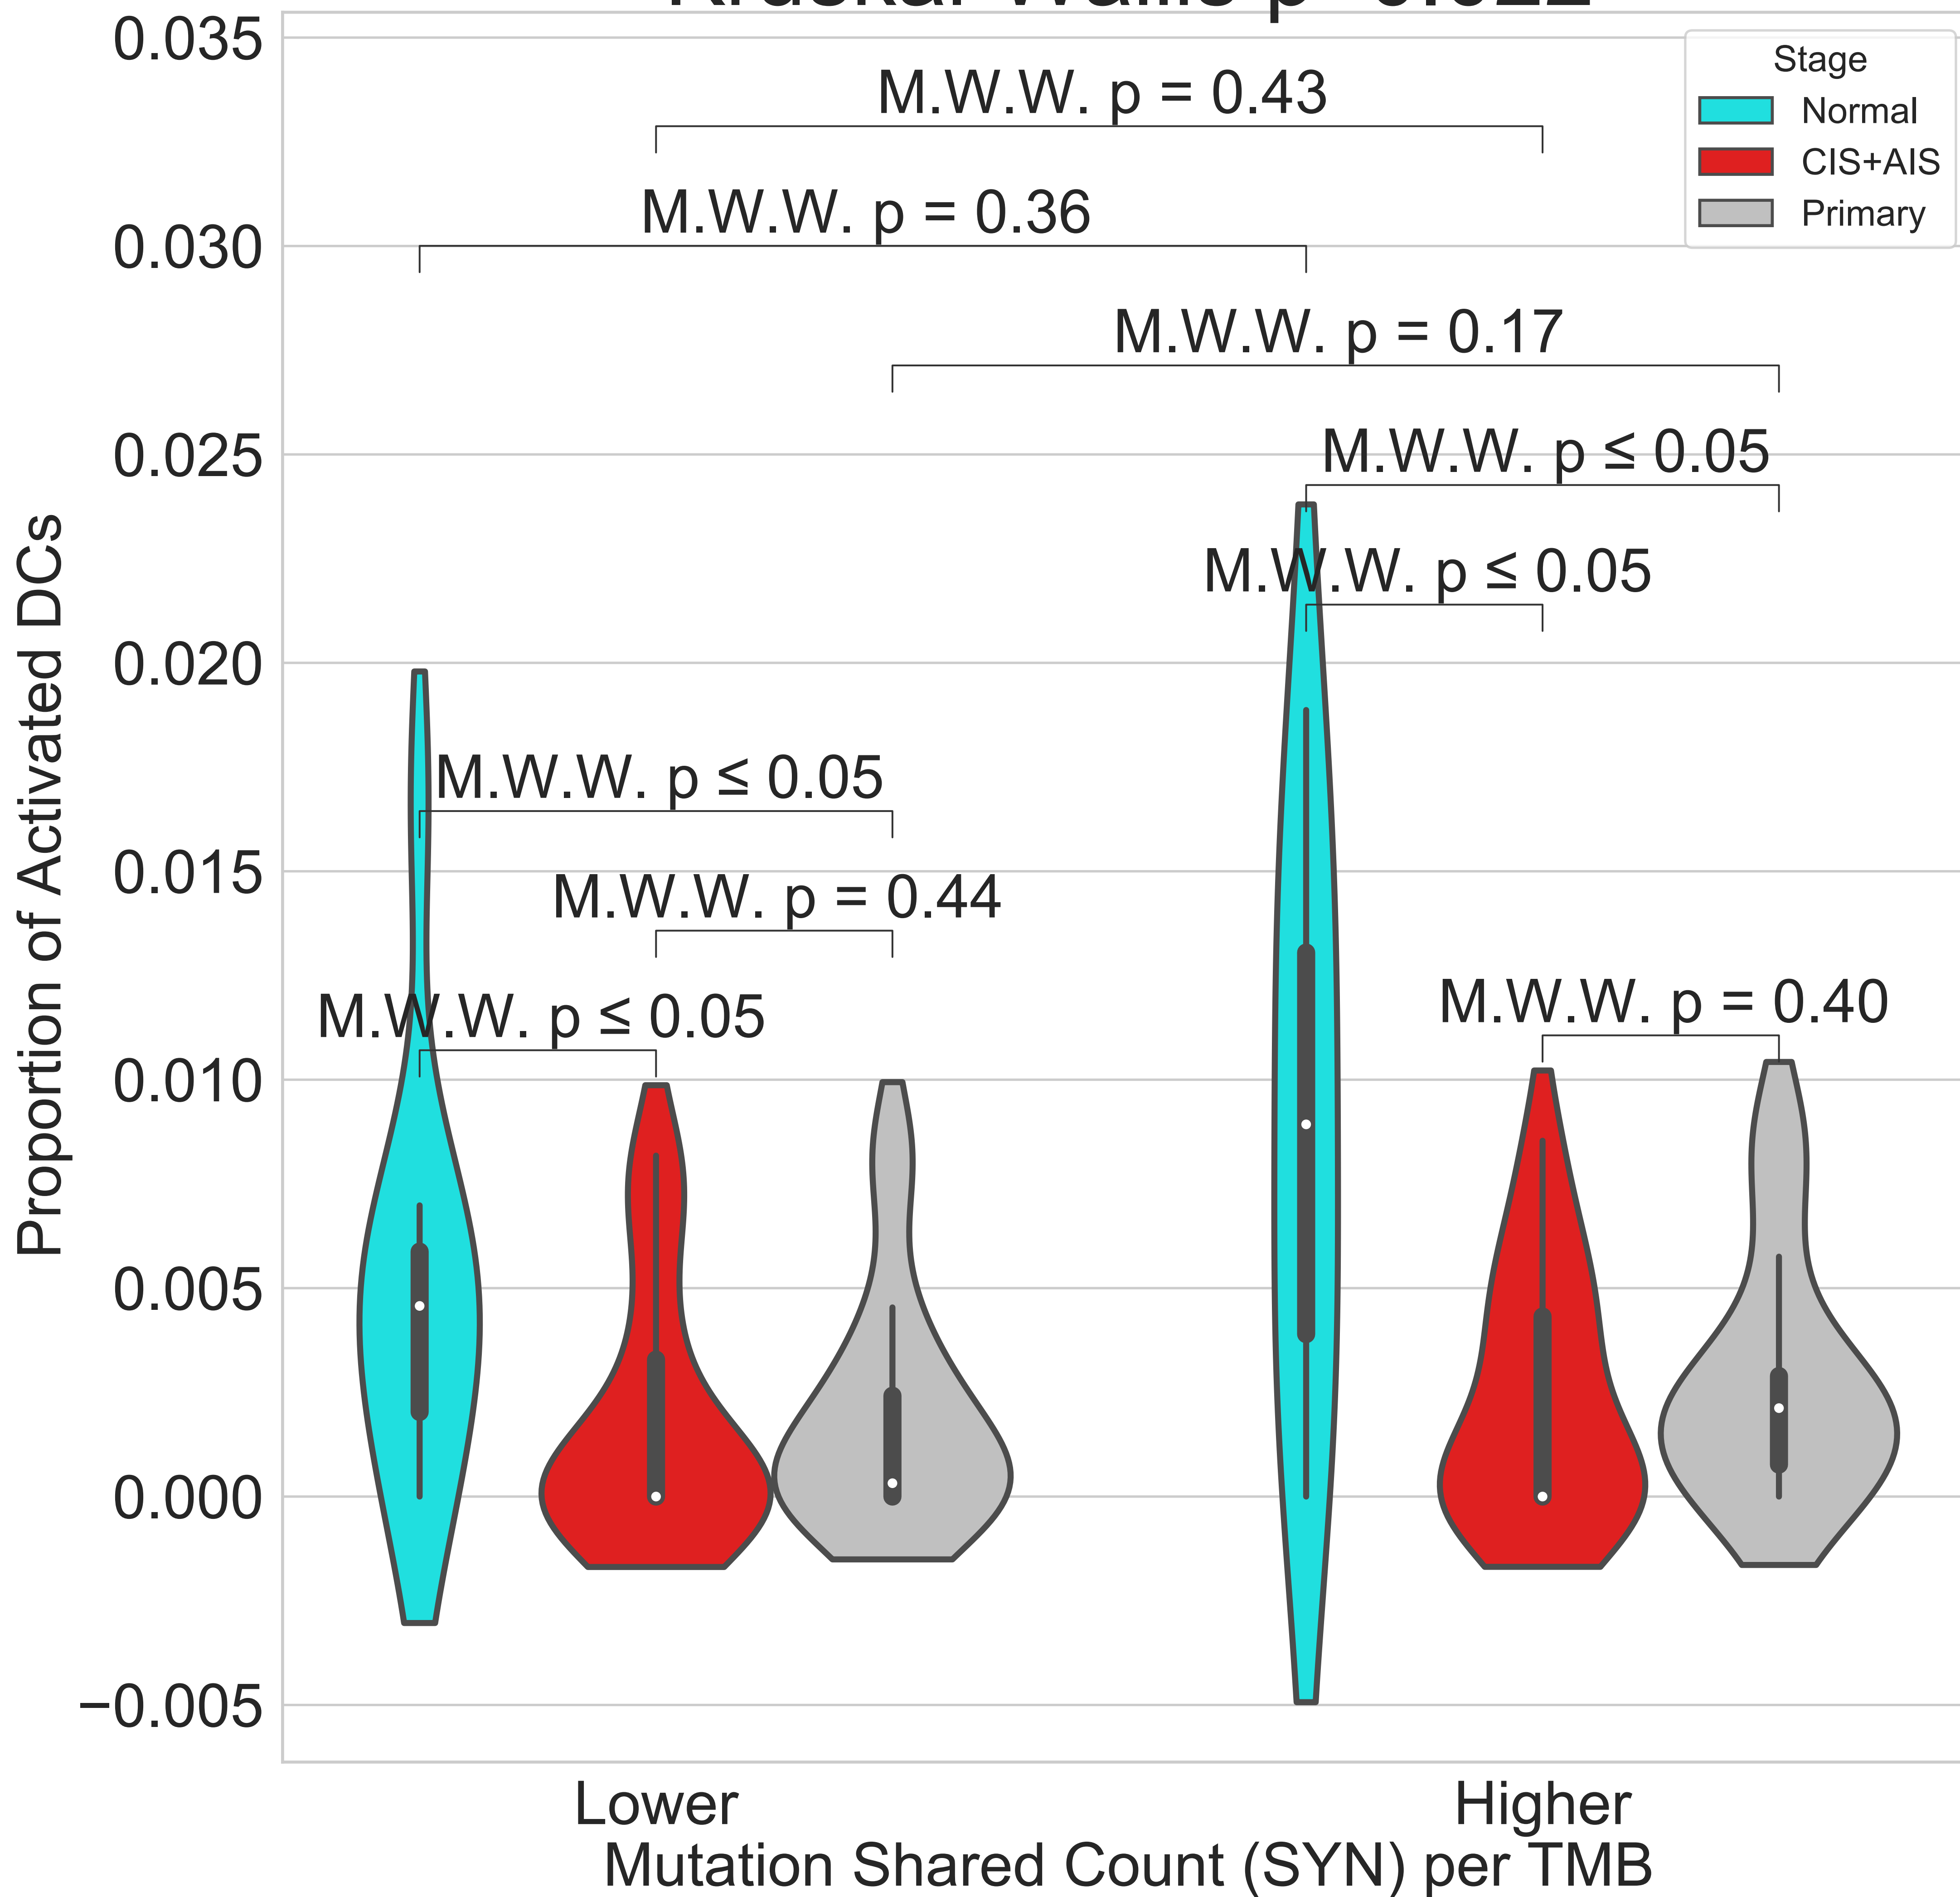 0.035
0.030
0.025
0.020
0.015
0.010
0.005
0.000
−0.005
Proportion of Activated DCs
M.W.W. p = 0.43
M.W.W. p = 0.36
M.W.W. p = 0.17
M.W.W. p ≤ 0.05
M.W.W. p ≤ 0.05
M.W.W. p ≤ 0.05
M.W.W. p = 0.44
M.W.W. p ≤ 0.05
M.W.W. p = 0.40
Stage
Normal
CIS+AIS
Primary
Lower
Higher
Mutation Shared Count (SYN) per TMB